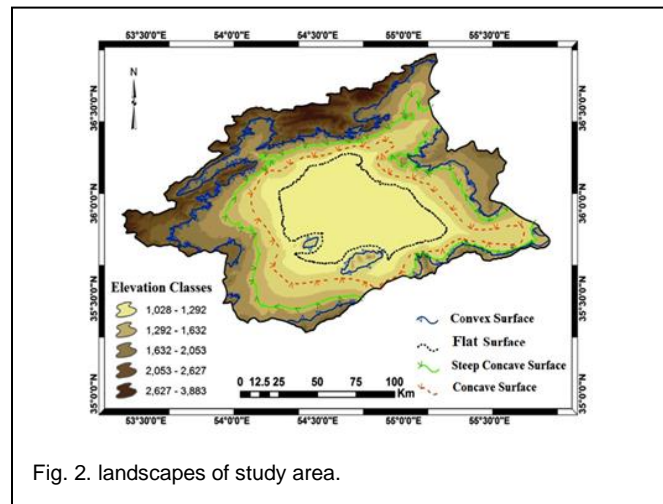 53°30'0"E 54°0'0"E 54°30'0"E 55°0'0"E 55°30'0"E
N
36°30'0"N 36°30'0"N
36°0'0"N 36°0'0"N
35°30'0"N 35°30'0"N
35°0'0"N 35°0'0"N
Elevation Classes
1,028 - 1,292
1,292 - 1,632
1,632 - 2,053
2,053 - 2,627
2,627 - 3,883
Convex Surface
Flat Surface
Steep Concave Surface
Concave Surface
0 12.5 25 50 75 100
Km
53°30'0"E 54°0'0"E 54°30'0"E 55°0'0"E 55°30'0"E
Fig. 2. landscapes of study area.